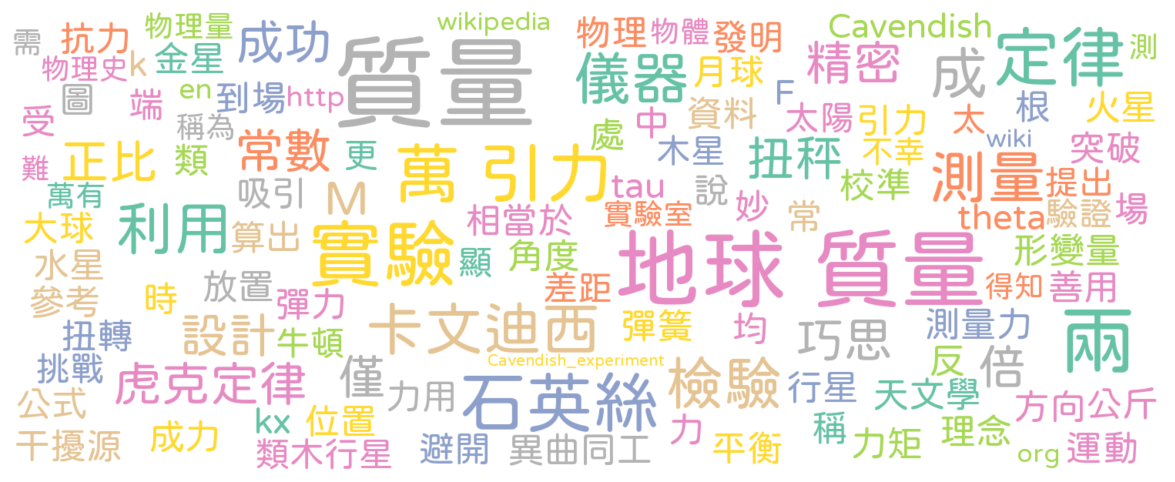 需 抗力 物理量 成功 質量 wikipedia 物理 物體 發明 Cavendish 定律 測
物理史 k 金星 儀器 月球 精密 成
圖 端 en 到場 http F 資料 太陽 引力 太 根 火星
受 稱為 處 中 木星 扭秤 不幸 wiki 突破
難 正比 類 常數 更 萬 引力 tau 說 校準 測量 提出
萬有 吸引 M 實驗室 妙 常 theta 驗證 場
大球 利用 算出 實驗 相當於 角度 地球 質量 形變量
水星 放置 顯 差距 得知 善用
參考 時 彈力 卡文迪西 彈簧 均 巧思 測量力 兩
扭轉 設計 牛頓 Cavendish_experiment 反 倍
挑戰 虎克定律 僅 力用 石英絲 檢驗 行星 天文學 方向 公斤
公式 kx 位置 力 稱 力矩 理念
干擾源 成力 類木行星 避開 異曲同工 平衡 org 運動